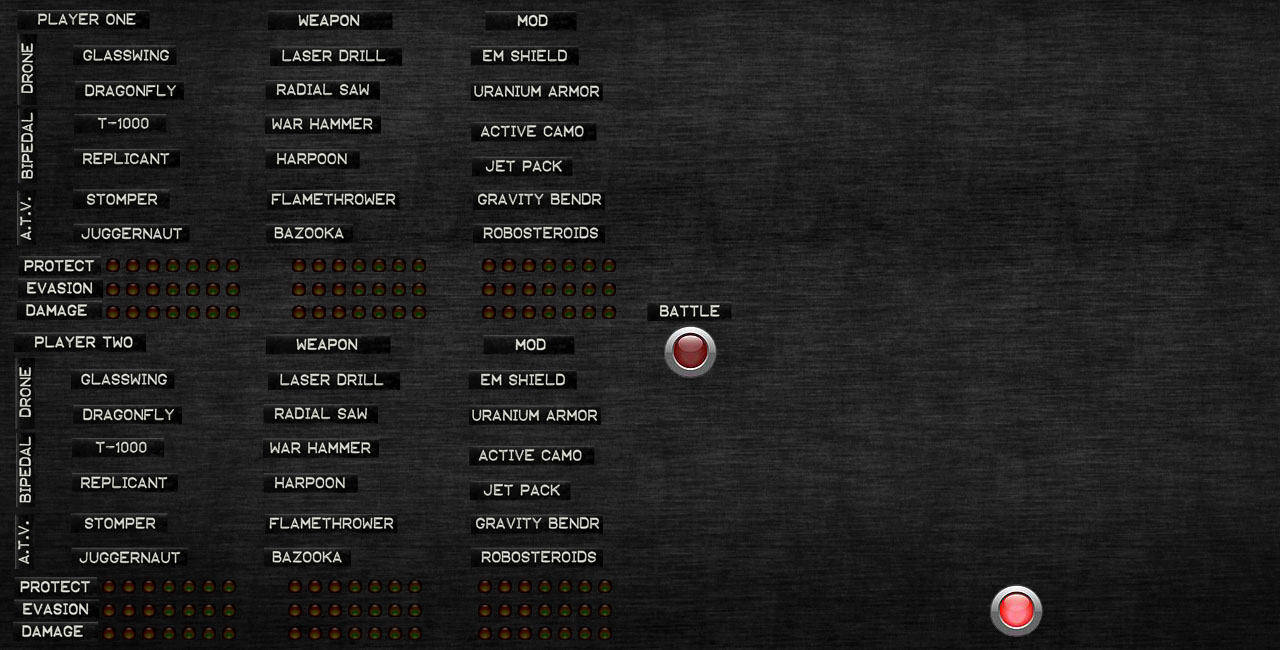 PLAYER ONE WEAPON MOD
DRONE
GLASSWING LASER DRILL EM SHIELD
DRAGONFLY RADIAL SAW URANIUM ARMOR
BIPEDAL
T-1000 WAR HAMMER ACTIVE CAMO
REPLICANT HARPOON JET PACK
A.T.V.
STOMPER FLAMETHROWER GRAVITY BENDR
JUGGERNAUT BAZOOKA ROBOSTEROIDS
PROTECT
EVASION
DAMAGE
BATTLE
PLAYER TWO WEAPON MOD
DRONE
GLASSWING LASER DRILL EM SHIELD
DRAGONFLY RADIAL SAW URANIUM ARMOR
BIPEDAL
T-1000 WAR HAMMER ACTIVE CAMO
REPLICANT HARPOON JET PACK
A.T.V.
STOMPER FLAMETHROWER GRAVITY BENDR
JUGGERNAUT BAZOOKA ROBOSTEROIDS
PROTECT
EVASION
DAMAGE